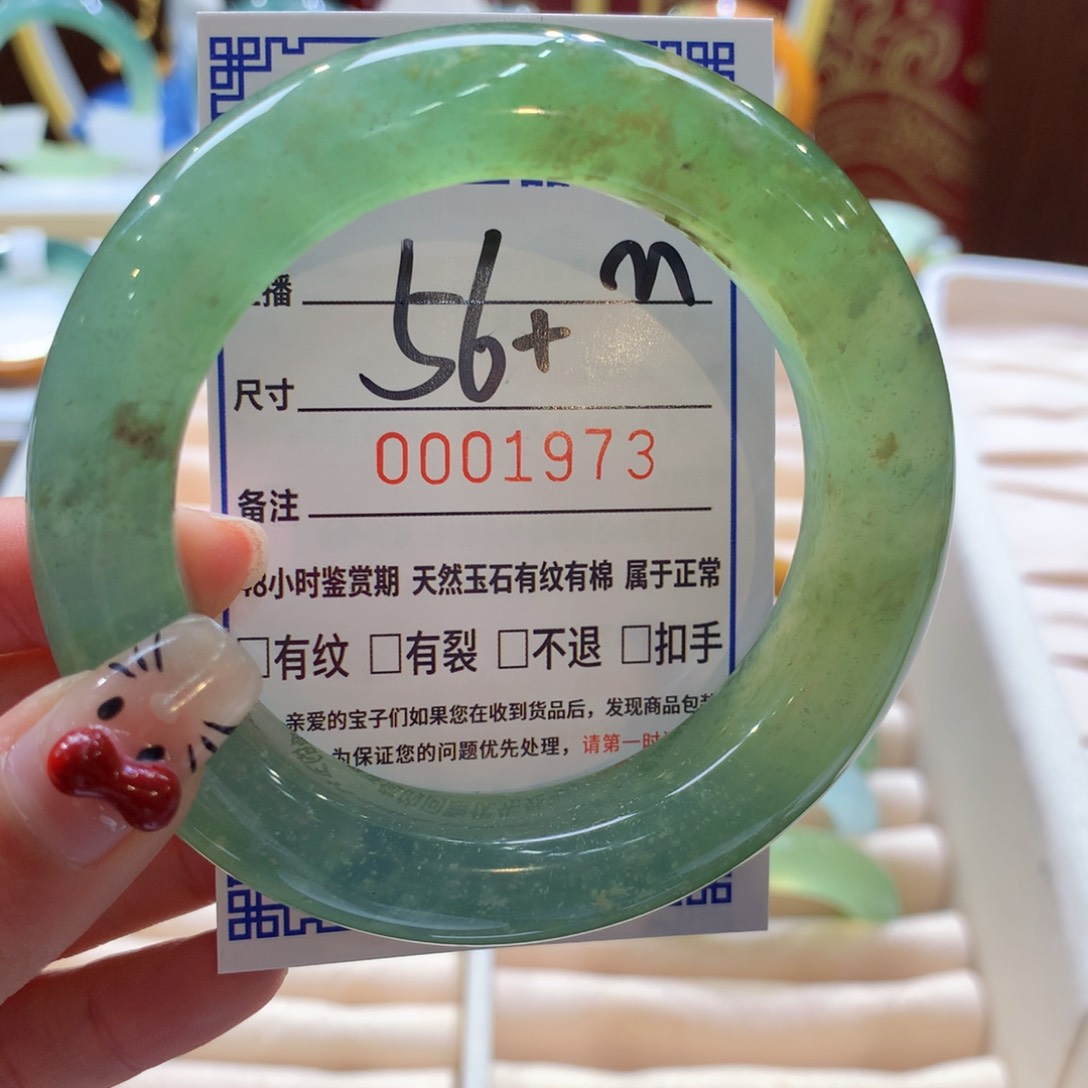 播 n
尺寸 56+
0001973
备注
48小时鉴赏期 天然玉石有纹有棉 属于正常
□有纹 □有裂 □不退 □扣手
亲爱的宝子们如果您在收到货品后，发现商品包装
为保证您的问题优先处理，请第一时